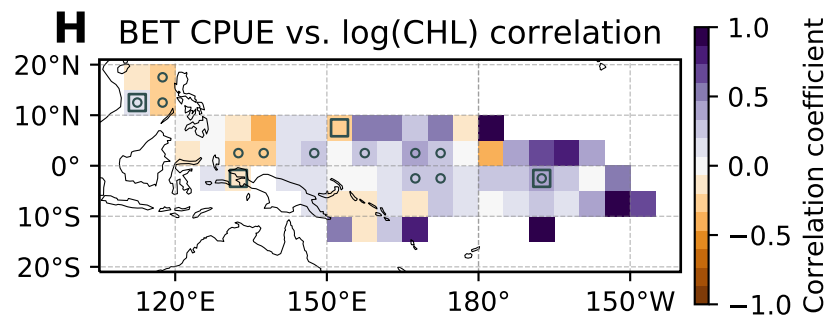 H BET CPUE vs. log(CHL) correlation
20°N
10°N
0°
10°S
20°S
120°E
150°E
180°
150°W
1.0
0.5
0.0
−0.5
−1.0
Correlation coefficient